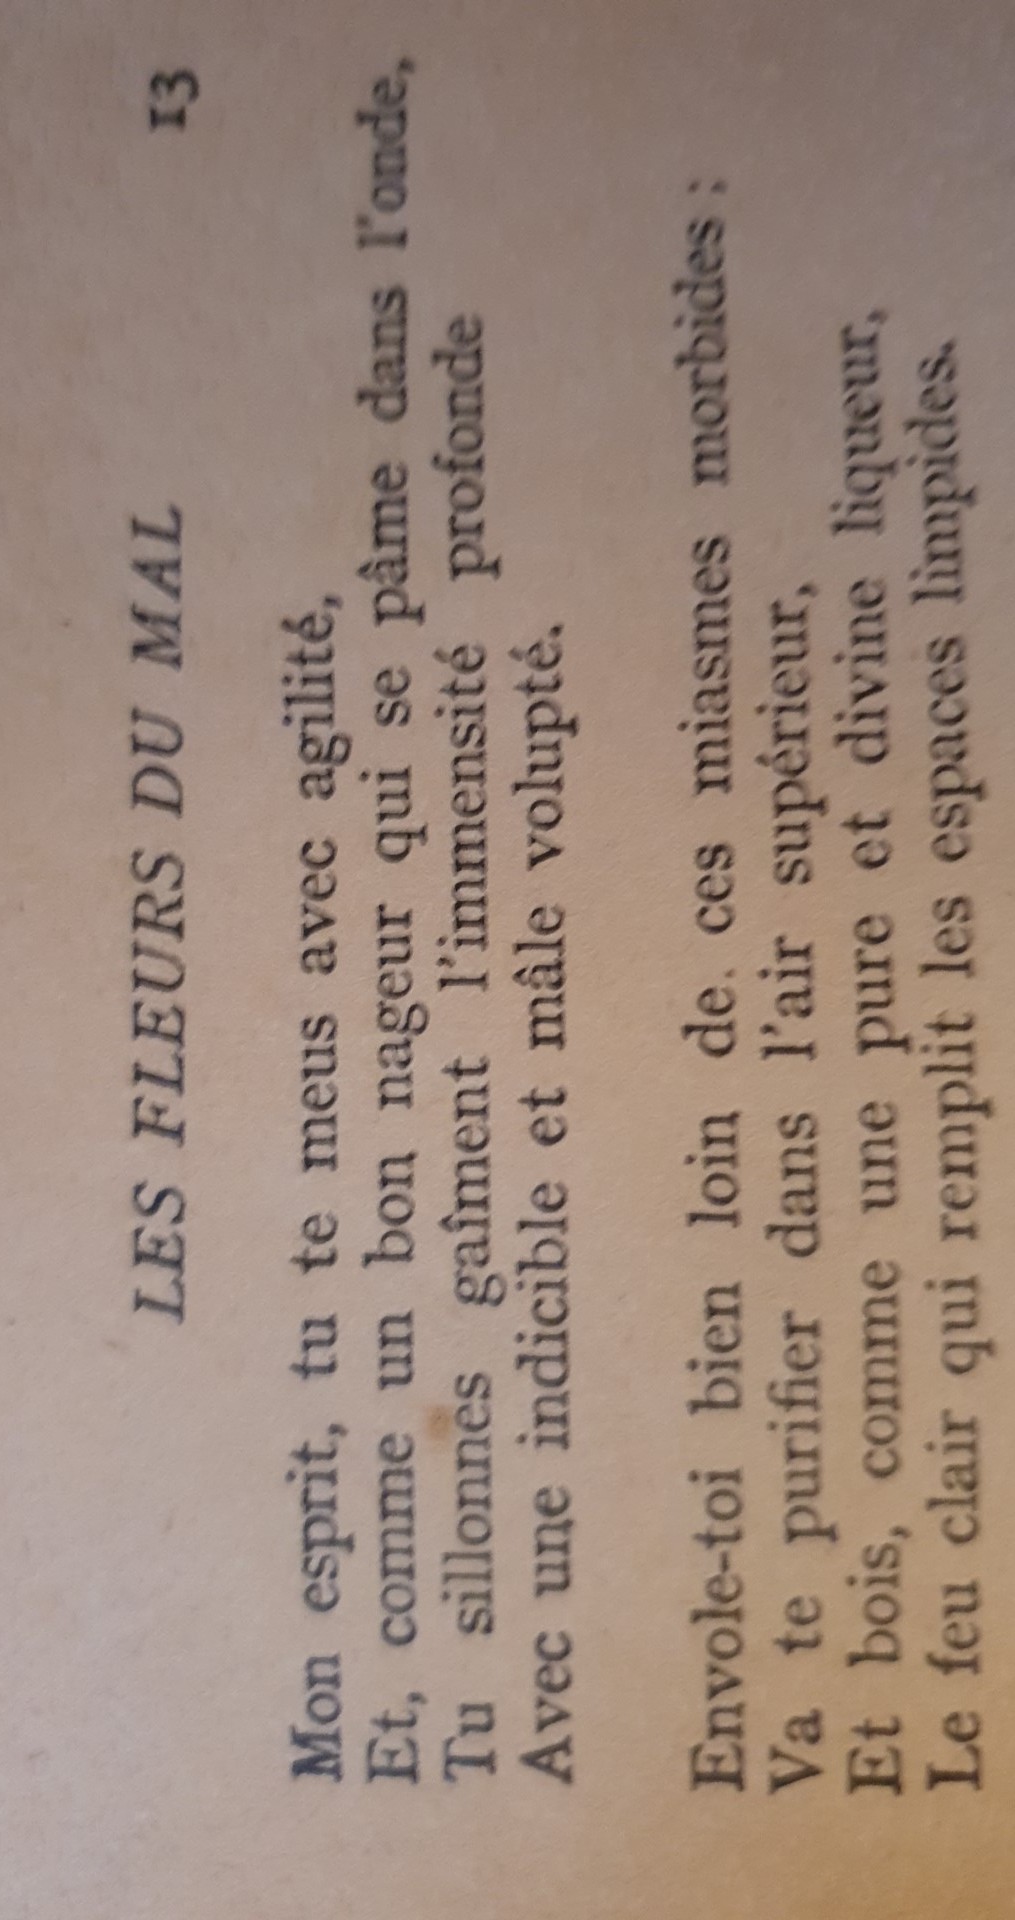 LES FLEURS DU MAL 13
Mon esprit, tu te meus avec agilité,
Et, comme un bon nageur qui se pâme dans l'onde,
Tu sillonnes gaîment l'immensité profonde
Avec une indicible et mâle volupté.
Envole-toi bien loin de ces miasmes morbides ;
Va te purifier dans l'air supérieur,
Et bois, comme une pure et divine liqueur,
Le feu clair qui remplit les espaces limpides.